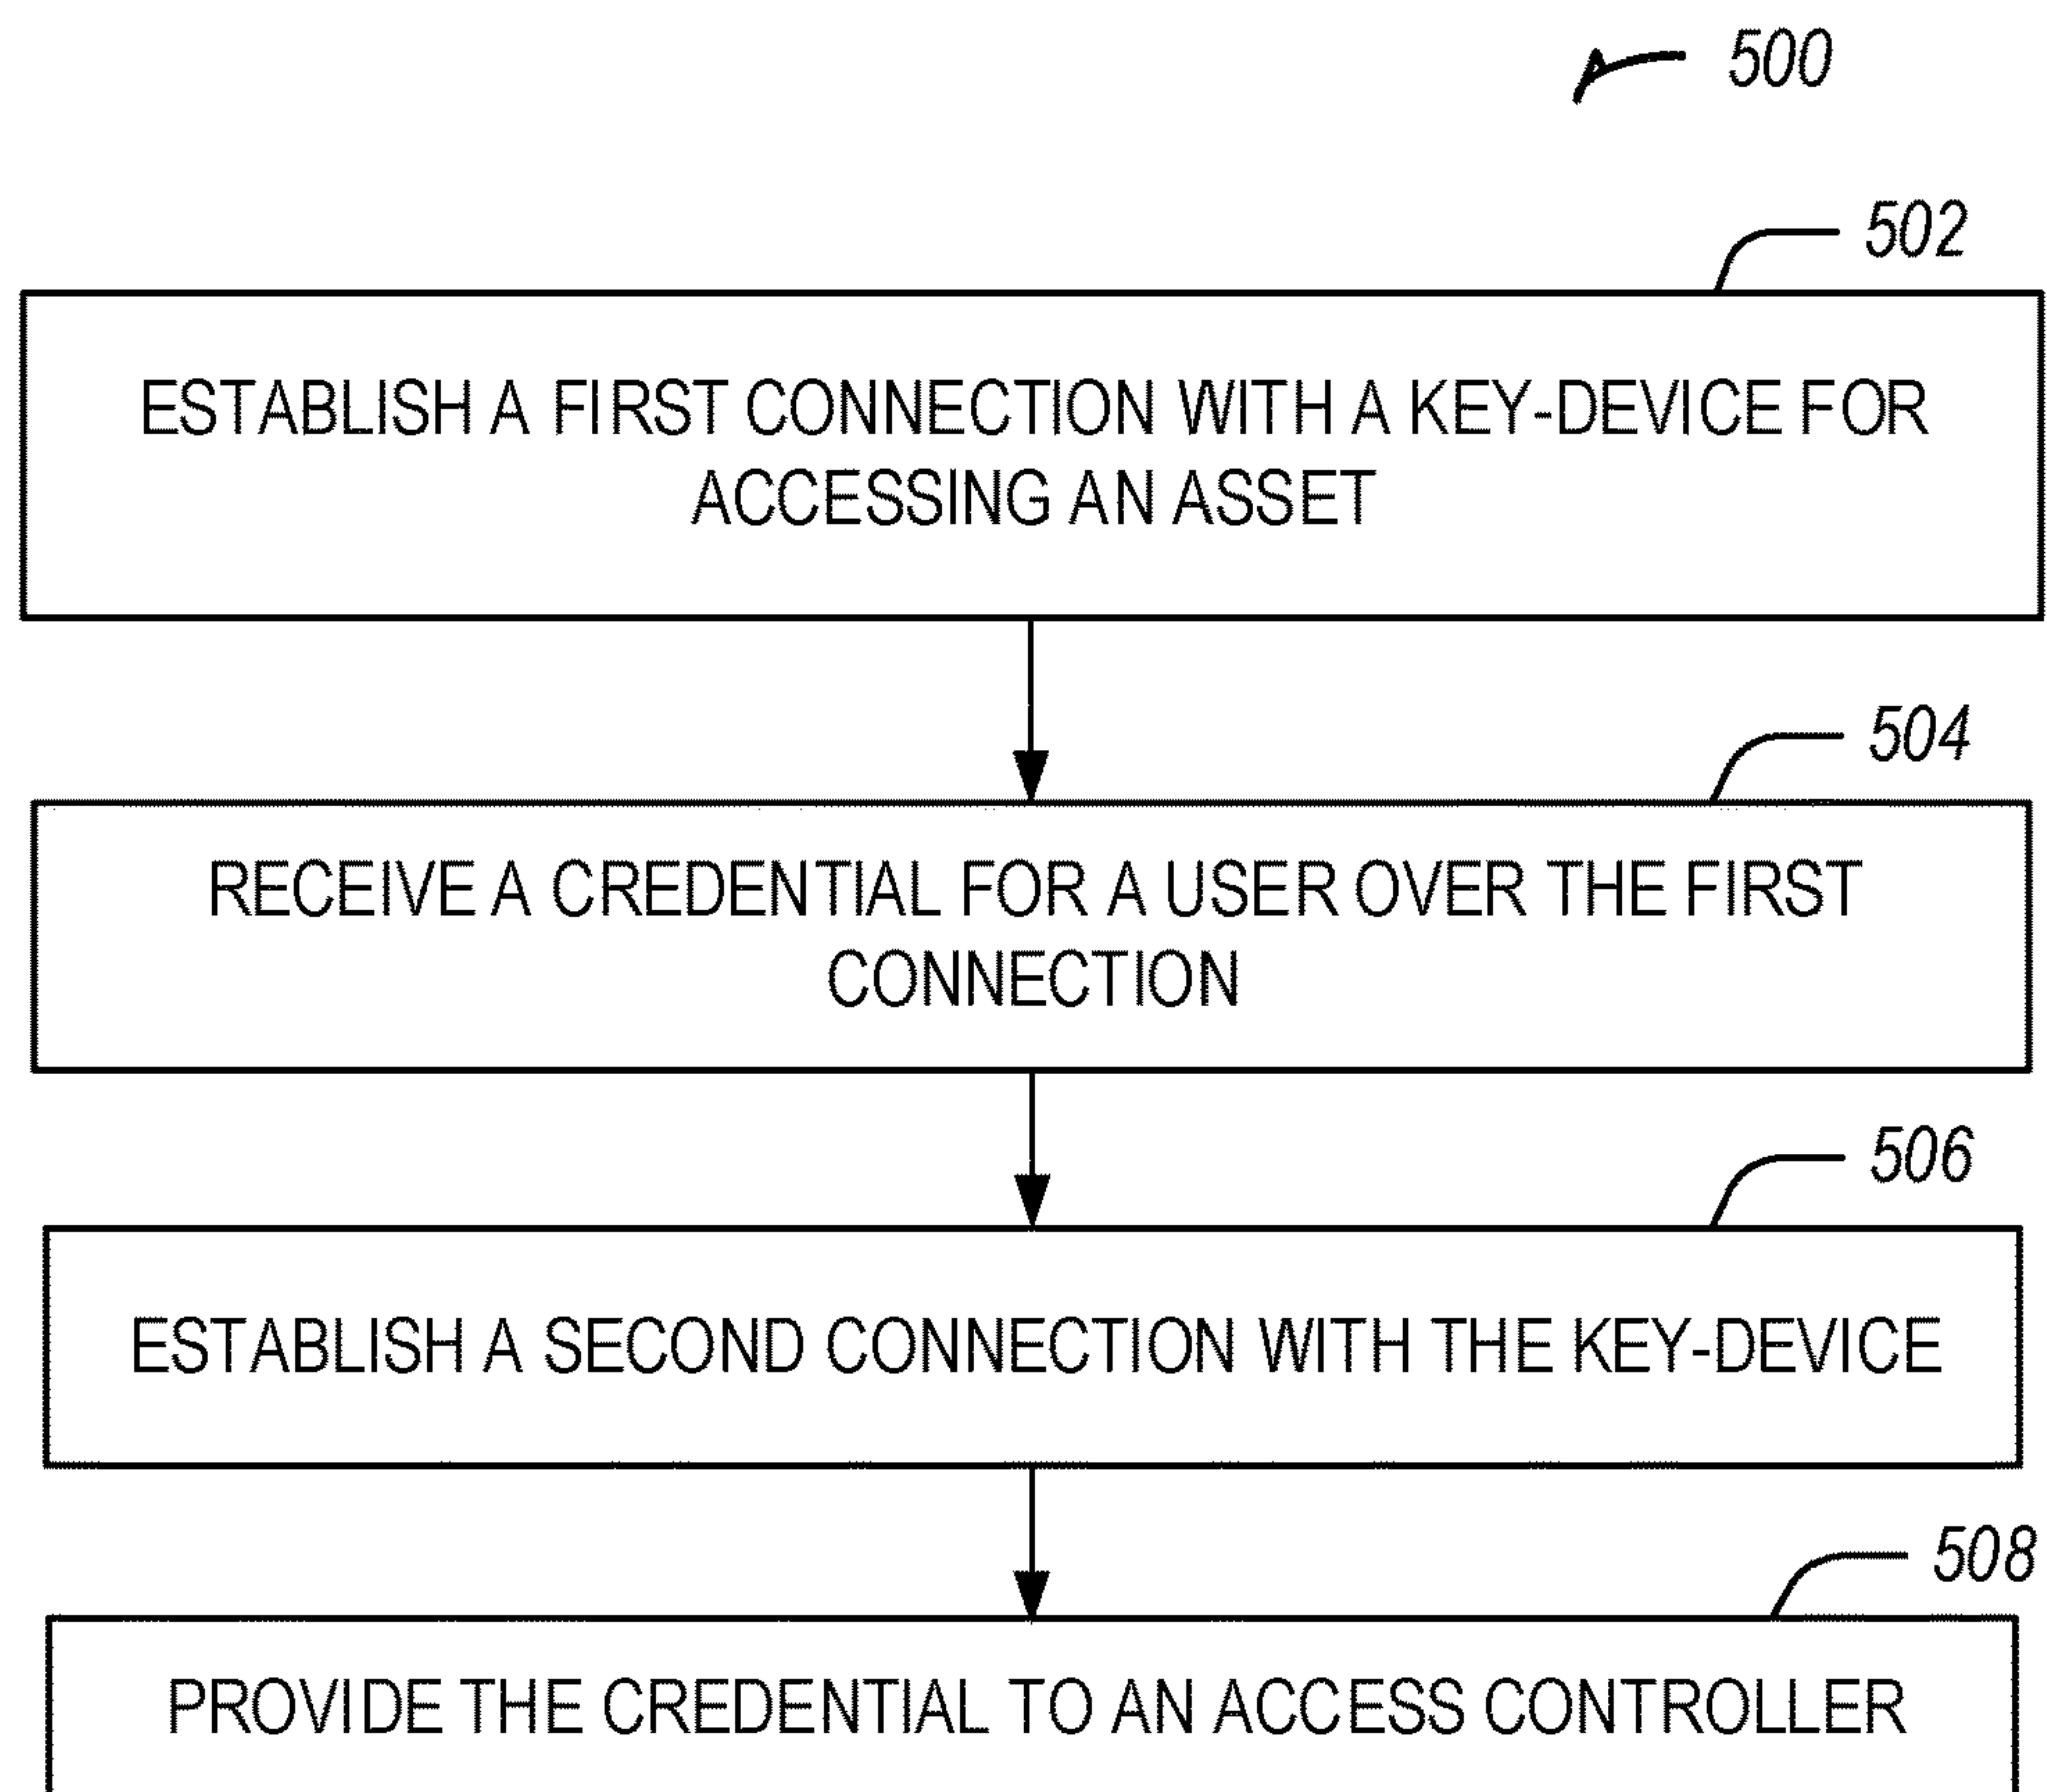 500
502
ESTABLISH A FIRST CONNECTION WITH A KEY-DEVICE FOR
ACCESSING AN ASSET
504
RECEIVE A CREDENTIAL FOR A USER OVER THE FIRST
CONNECTION
506
ESTABLISH A SECOND CONNECTION WITH THE KEY-DEVICE
508
PROVIDE THE CREDENTIAL TO AN ACCESS CONTROLLER